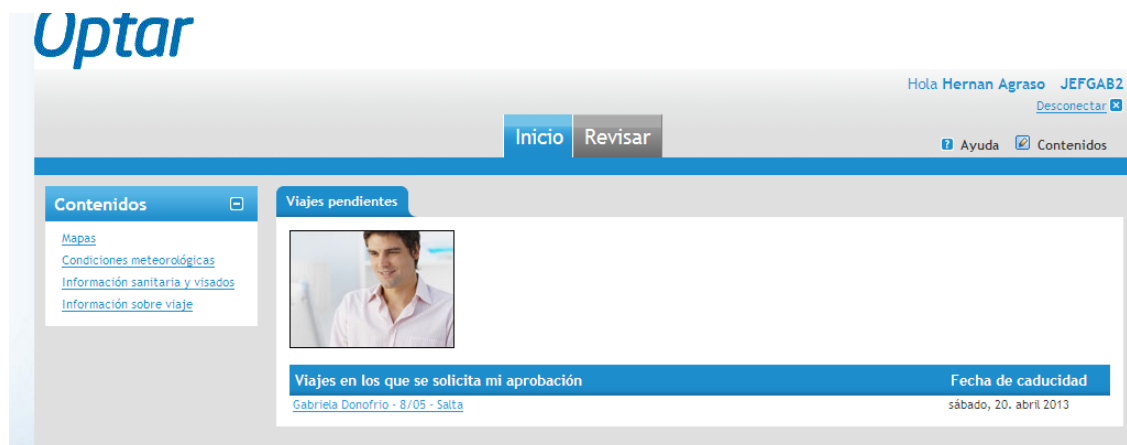 Optar
Hola Hernan Agraso JEFGAB2
Desconectar
Inicio Revisar
Ayuda Contenidos
Contenidos
Mapas
Condiciones meteorológicas
Información sanitaria y visados
Información sobre viaje
Viajes pendientes
Viajes en los que se solicita mi aprobación Fecha de caducidad
Gabriela Donofrio - 8/05 - Salta sábado, 20. abril 2013